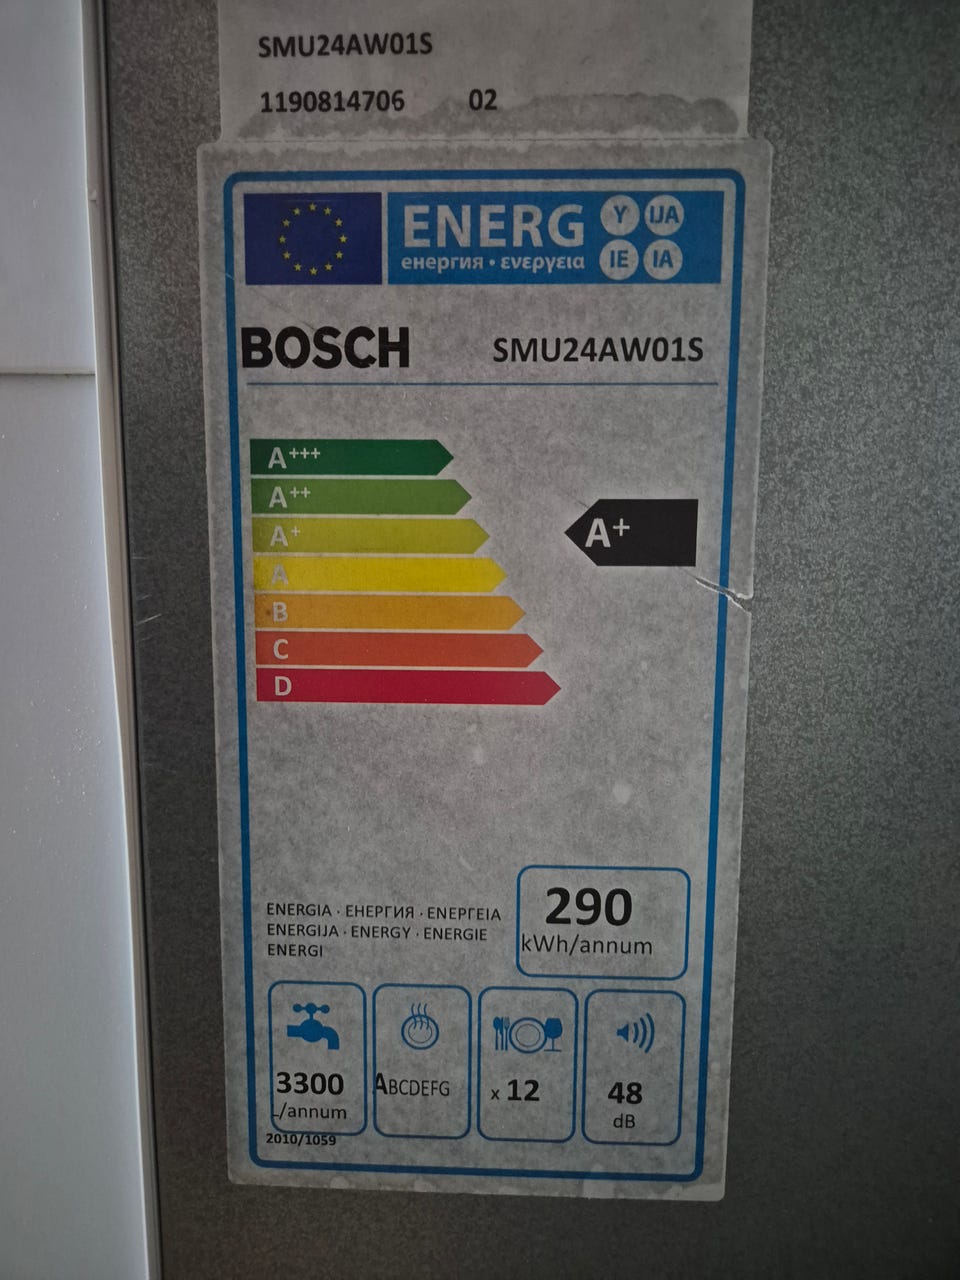 SMU24AW01S
1190814706 02
ENERG Y IJA
енергия · ενεργεια IE IA
BOSCH SMU24AW01S
A+++
A++
A+
A+
A
B
C
D
290
kWh/annum
ENERGIA · ЕНЕРГИЯ · ΕΝΕΡΓΕΙΑ
ENERGIJA · ENERGY · ENERGIE
ENERGI
3300
L/annum
ABCDEFG
x 12
48
dB
2010/1059